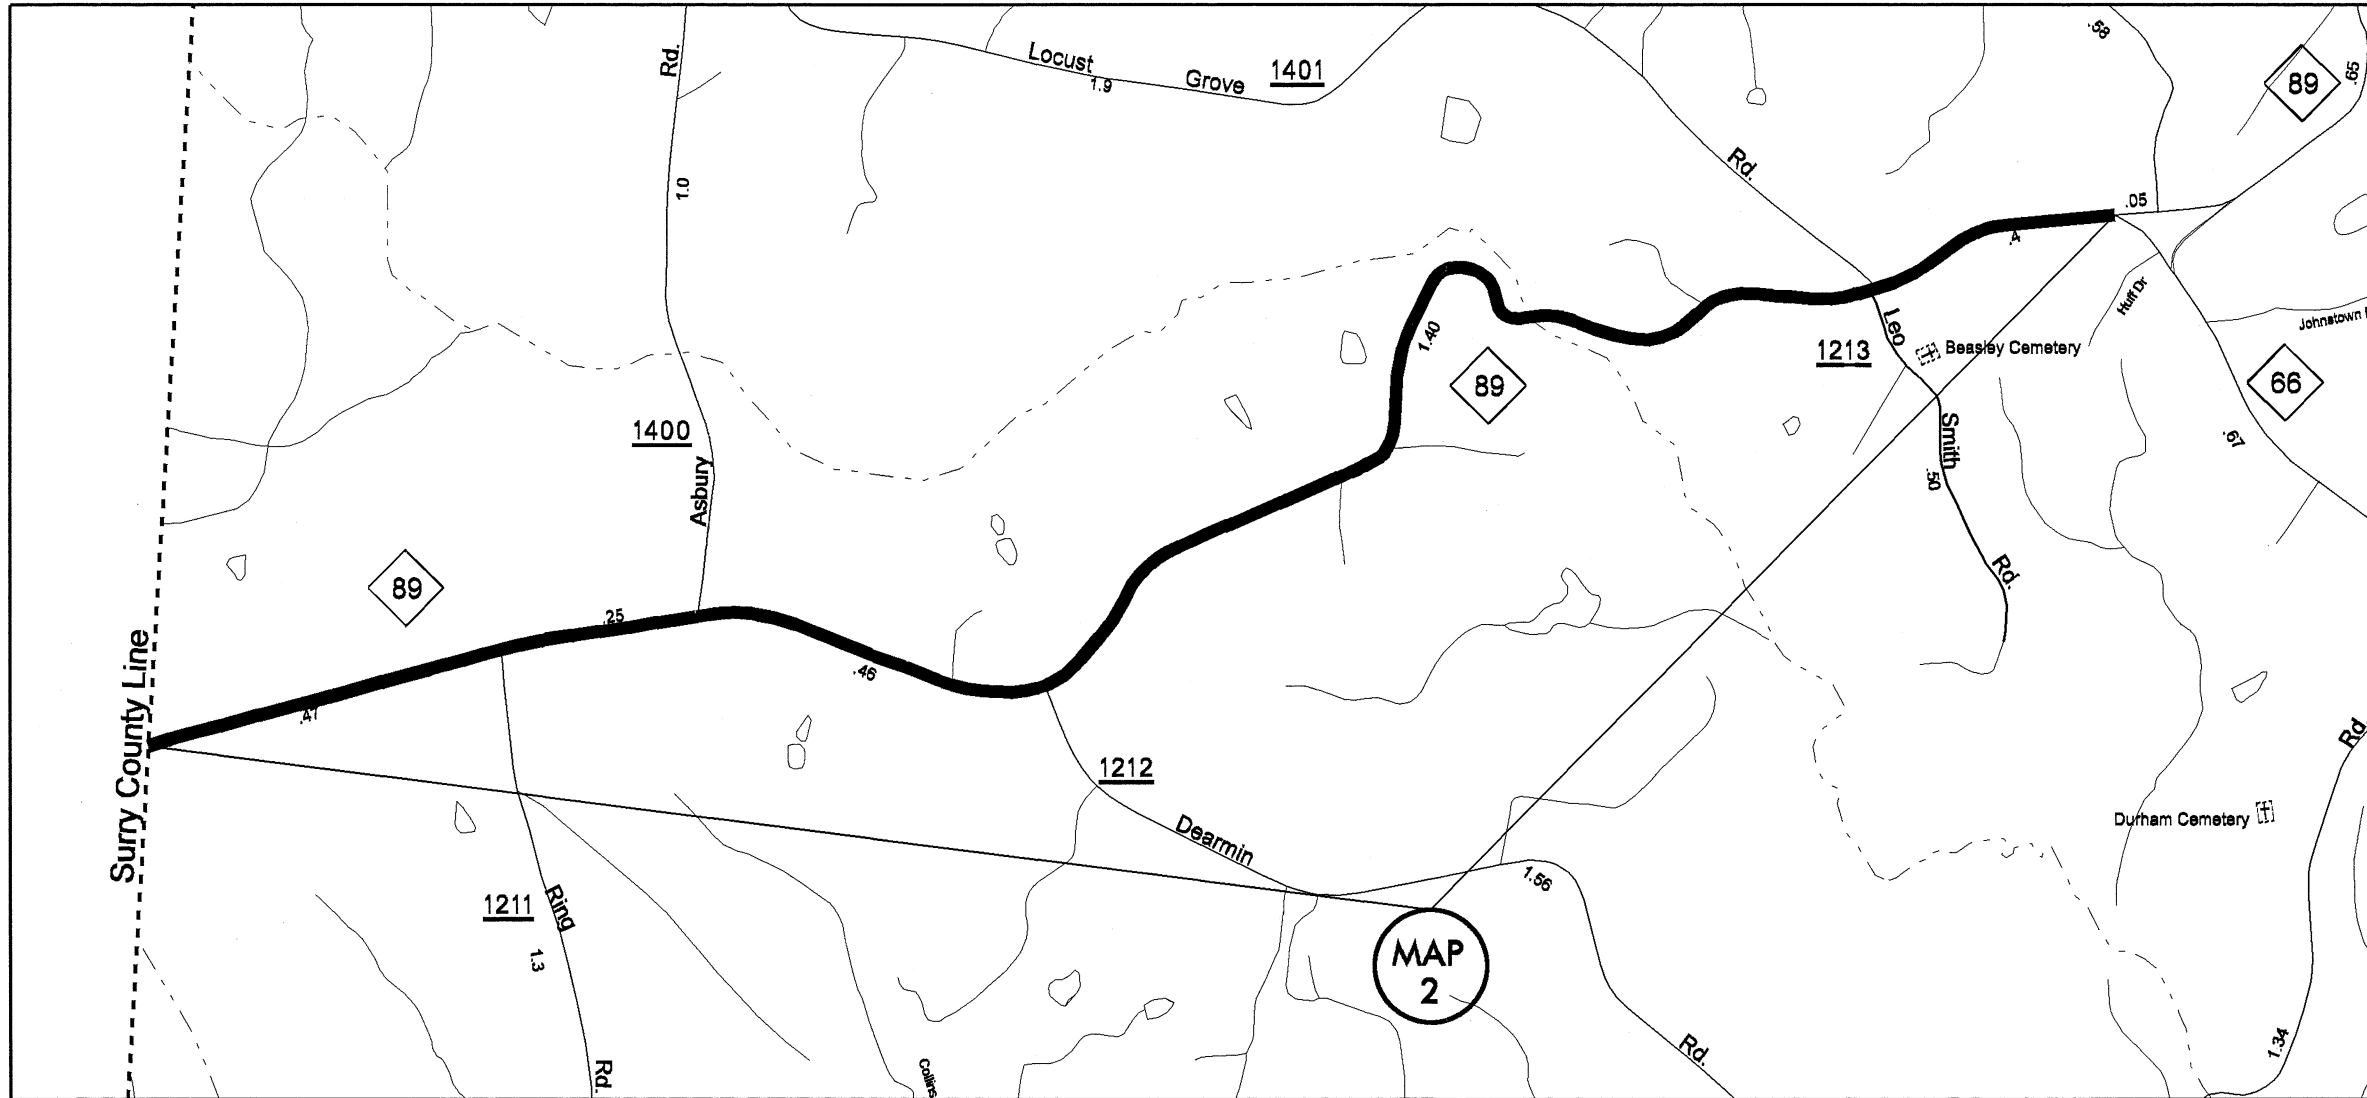 .58
Rd.
Locust
1.9
Grove
1401
89
.65
Rd.
1.0
.05
.4
Huff Dr
Johnstown
1.40
89
Leo
1213
Beasley Cemetery
66
1400
Asbury
Smith
.50
.67
Rd.
89
.25
.46
.47
Surry County Line
1212
Dearmin
1.56
Rd
Durham Cemetery
1211
Ring
1.3
MAP
2
Rd.
Rd.
Collins
1.34